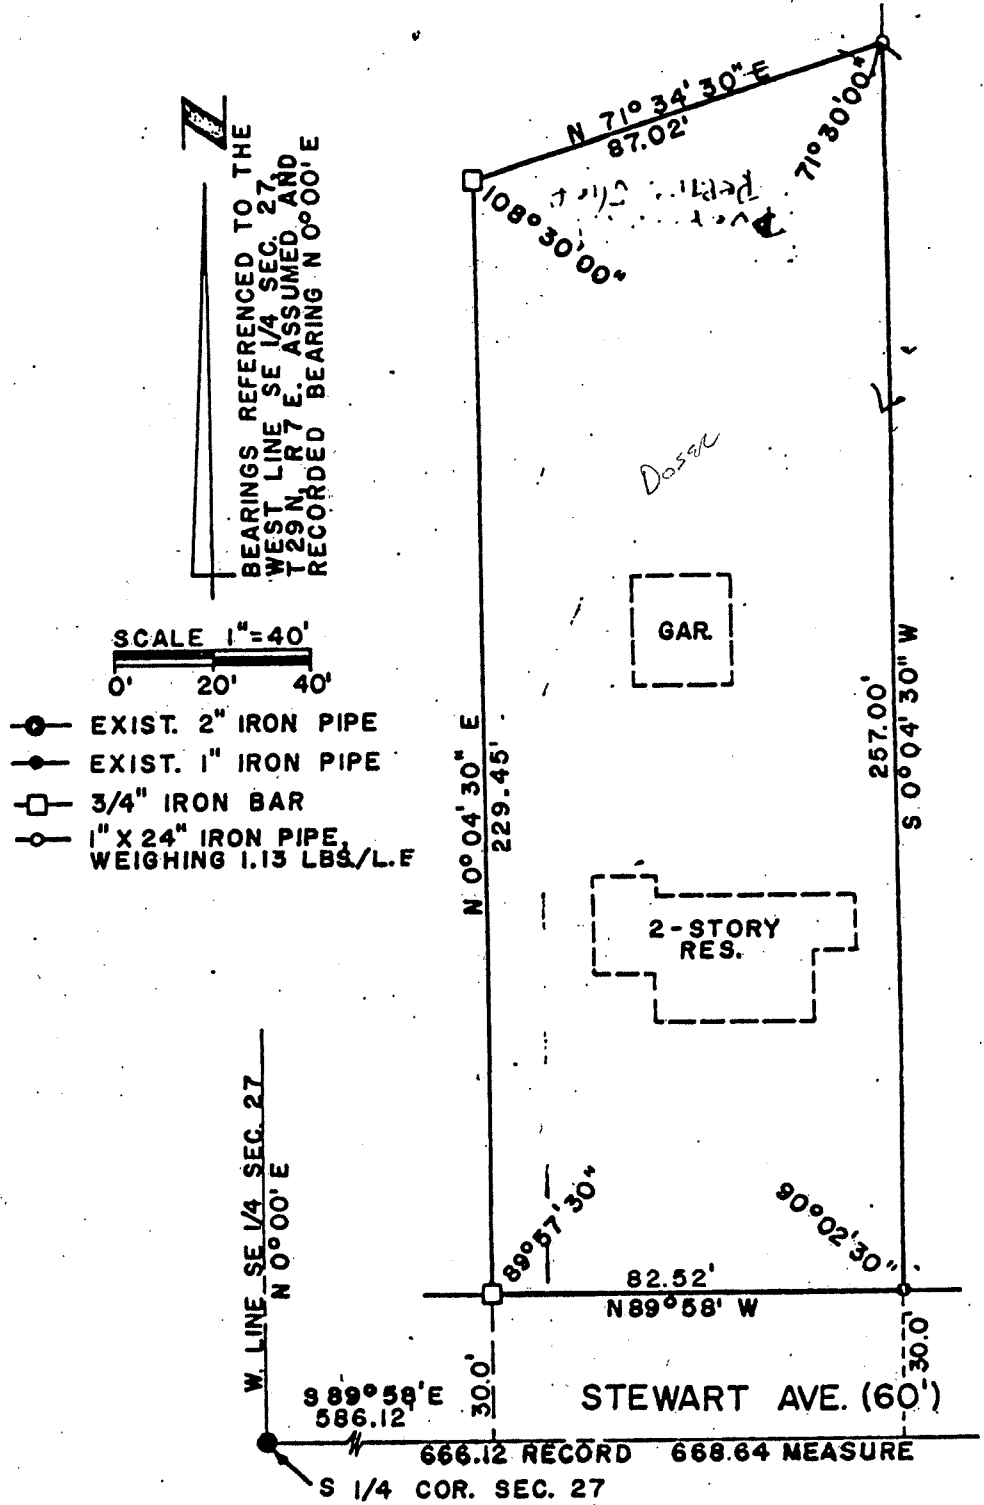 N 71° 34' 30" E
87.02'
71° 30' 00"
108° 30' 00"
BEARINGS REFERENCED TO THE
WEST LINE SE 1/4 SEC. 27,
T 29 N, R 7 E. ASSUMED AND
RECORDED BEARING N 0° 00' E
Doser
GAR.
SCALE 1"=40'
0' 20' 40'
EXIST. 2" IRON PIPE
EXIST. 1" IRON PIPE
3/4" IRON BAR
1" X 24" IRON PIPE,
WEIGHING 1.13 LBS./L.F
N 0° 04' 30" E
229.45'
257.00'
S 0° 04' 30" W
2-STORY
RES.
W. LINE SE 1/4 SEC. 27
N 0° 00' E
89° 57' 30"
90° 02' 30"
82.52'
N 89° 58' W
30.0'
30.0'
STEWART AVE. (60')
S 89° 58' E
586.12'
666.12 RECORD 668.64 MEASURE
S 1/4 COR. SEC. 27